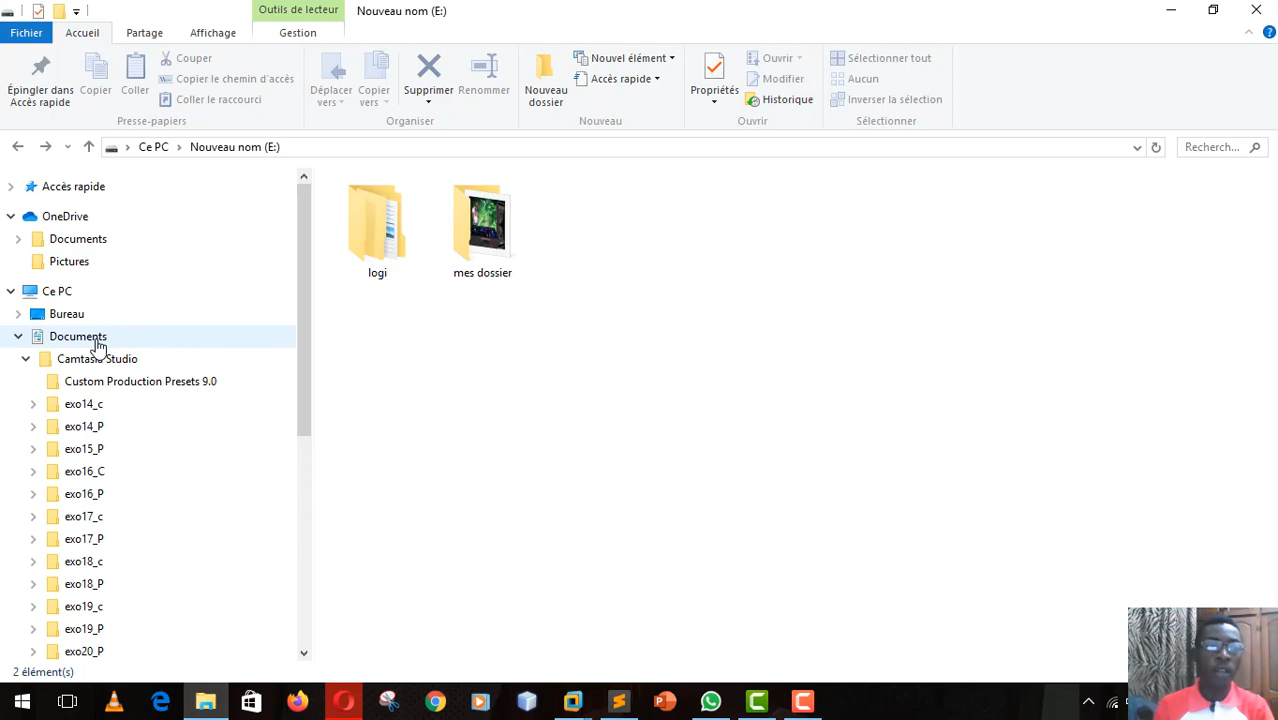 Outils de lecteur
Nouveau nom (E:)
Fichier
Accueil
Partage
Affichage
Gestion
Épingler dans Accès rapide
Copier
Coller
Couper
Copier le chemin d'accès
Coller le raccourci
Presse-papiers
Déplacer vers
Copier vers
Supprimer
Renommer
Organiser
Nouveau dossier
Nouvel élément
Accès rapide
Nouveau
Propriétés
Ouvrir
Modifier
Historique
Ouvrir
Sélectionner tout
Aucun
Inverser la sélection
Sélectionner
Ce PC
Nouveau nom (E:)
Recherch...
Accès rapide
OneDrive
Documents
Pictures
Ce PC
Bureau
Documents
Camtasia Studio
Custom Production Presets 9.0
exo14_c
exo14_P
exo15_P
exo16_C
exo16_P
exo17_c
exo17_P
exo18_c
exo18_P
exo19_c
exo19_P
exo20_P
logi
mes dossier
2 élément(s)